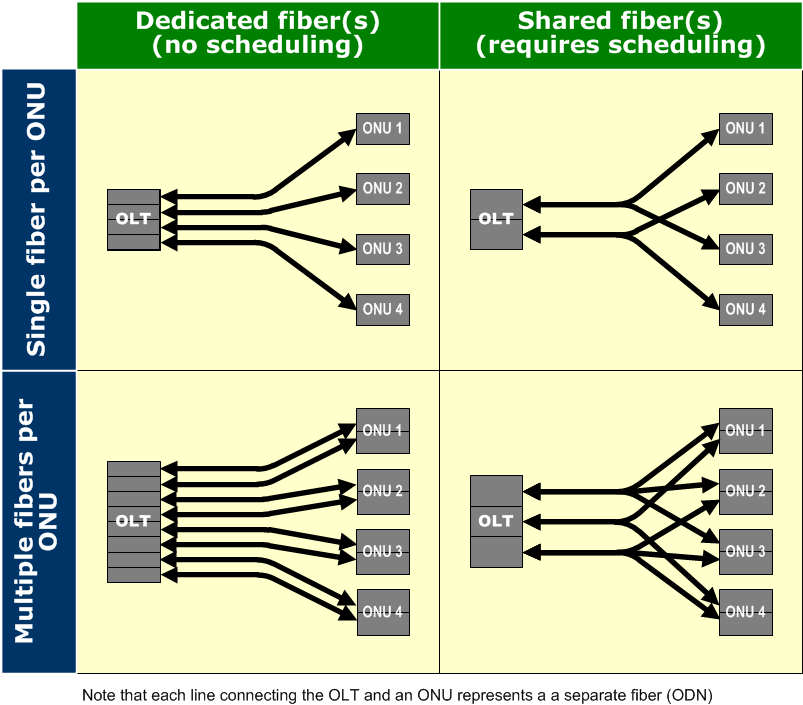 Dedicated fiber(s)
(no scheduling)
Shared fiber(s)
(requires scheduling)
Single fiber per ONU
OLT
ONU 1
ONU 2
ONU 3
ONU 4
OLT
ONU 1
ONU 2
ONU 3
ONU 4
Multiple fibers per
ONU
OLT
ONU 1
ONU 2
ONU 3
ONU 4
OLT
ONU 1
ONU 2
ONU 3
ONU 4
Note that each line connecting the OLT and an ONU represents a a separate fiber (ODN)